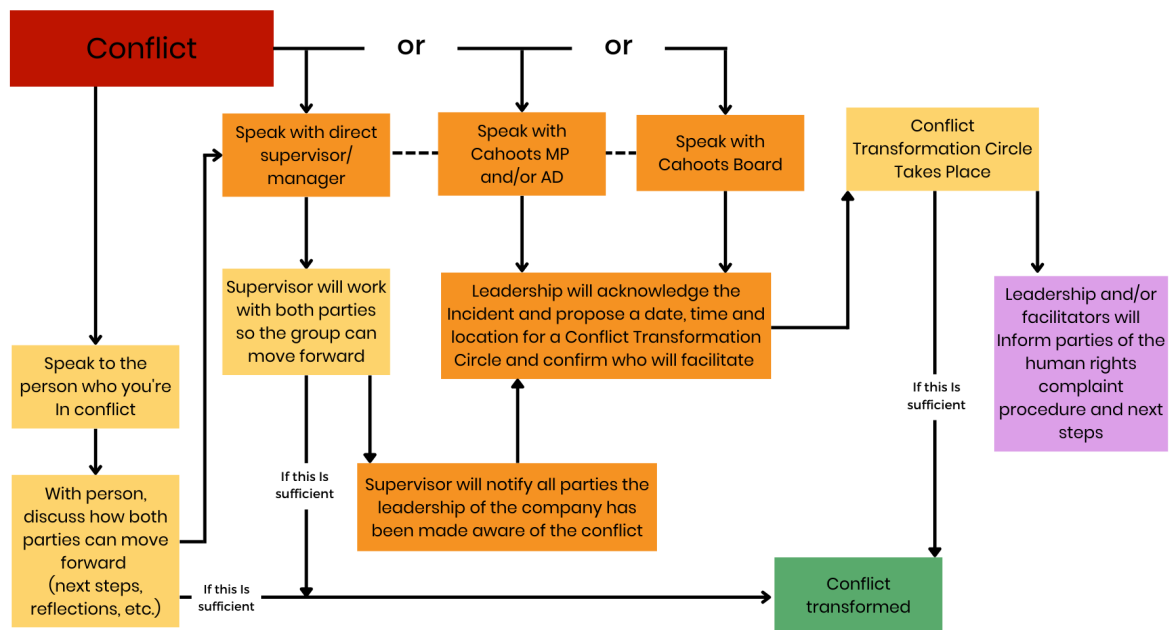 Conflict
or
or
Speak with direct
supervisor/
manager
Speak with
Cahoots MP
and/or AD
Speak with
Cahoots Board
Conflict
Transformation Circle
Takes Place
Supervisor will work
with both parties
so the group can
move forward
Leadership will acknowledge the
Incident and propose a date, time and
location for a Conflict Transformation
Circle and confirm who will facilitate
Leadership and/or
facilitators will
Inform parties of the
human rights
complaint
procedure and next
steps
Speak to the
person who you're
In conflict
If this Is
sufficient
With person,
discuss how both
parties can move
forward
(next steps,
reflections, etc.)
If this Is
sufficient
Supervisor will notify all parties the
leadership of the company has
been made aware of the conflict
If this Is
sufficient
Conflict
transformed